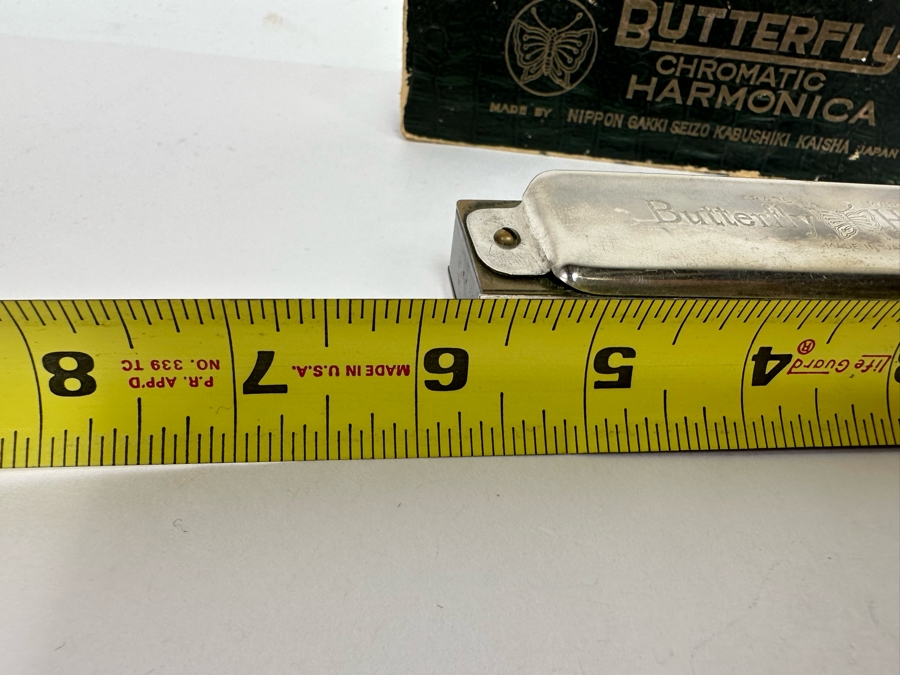 BUTTERFLY
CHROMATIC
HARMONICA
MADE BY NIPPON GAKKI SEIZO KABUSHIKI KAISHA JAPAN
Butterfly
8
P.R. APP'D
NO. 339 TC
7
MADE IN U.S.A.
6
5
4
Life Guard®